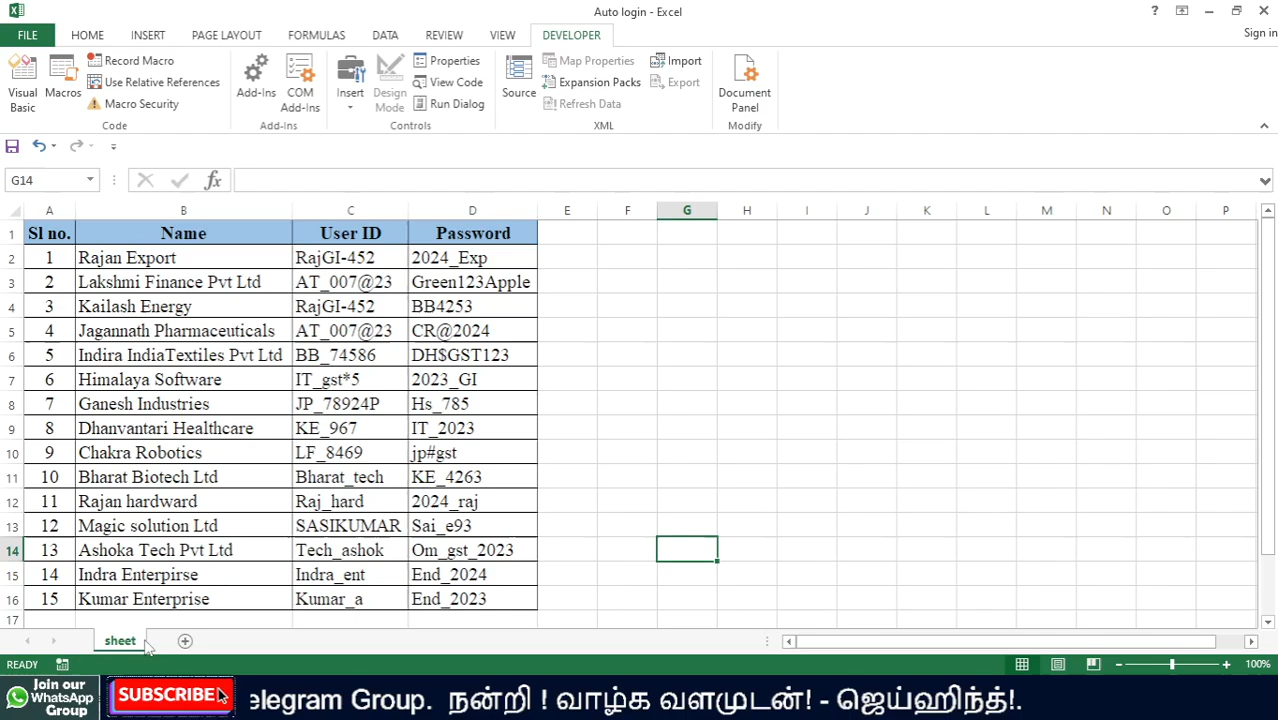 Auto login - Excel
FILE HOME INSERT PAGE LAYOUT FORMULAS DATA REVIEW VIEW DEVELOPER Sign in
Visual Basic
Macros
Record Macro
Use Relative References
Macro Security
Code
Add-Ins
COM Add-Ins
Add-Ins
Insert
Design Mode
Properties
View Code
Run Dialog
Controls
Source
Map Properties
Expansion Packs
Refresh Data
Import
Export
XML
Document Panel
Modify
G14
fx
A B C D E F G H I J K L M N O P
1 Sl no. Name User ID Password
2 1 Rajan Export RajGI-452 2024_Exp
3 2 Lakshmi Finance Pvt Ltd AT_007@23 Green123Apple
4 3 Kailash Energy RajGI-452 BB4253
5 4 Jagannath Pharmaceuticals AT_007@23 CR@2024
6 5 Indira IndiaTextiles Pvt Ltd BB_74586 DH$GST123
7 6 Himalaya Software IT_gst*5 2023_GI
8 7 Ganesh Industries JP_78924P Hs_785
9 8 Dhanvantari Healthcare KE_967 IT_2023
10 9 Chakra Robotics LF_8469 jp#gst
11 10 Bharat Biotech Ltd Bharat_tech KE_4263
12 11 Rajan hardward Raj_hard 2024_raj
13 12 Magic solution Ltd SASIKUMAR Sai_e93
14 13 Ashoka Tech Pvt Ltd Tech_ashok Om_gst_2023
15 14 Indra Enterpirse Indra_ent End_2024
16 15 Kumar Enterprise Kumar_a End_2023
17
sheet
READY 100%
Join our
WhatsApp
Group
SUBSCRIBE
elegram Group. நன்றி ! வாழ்க வளமுடன்! - ஜெய்ஹிந்த்!.